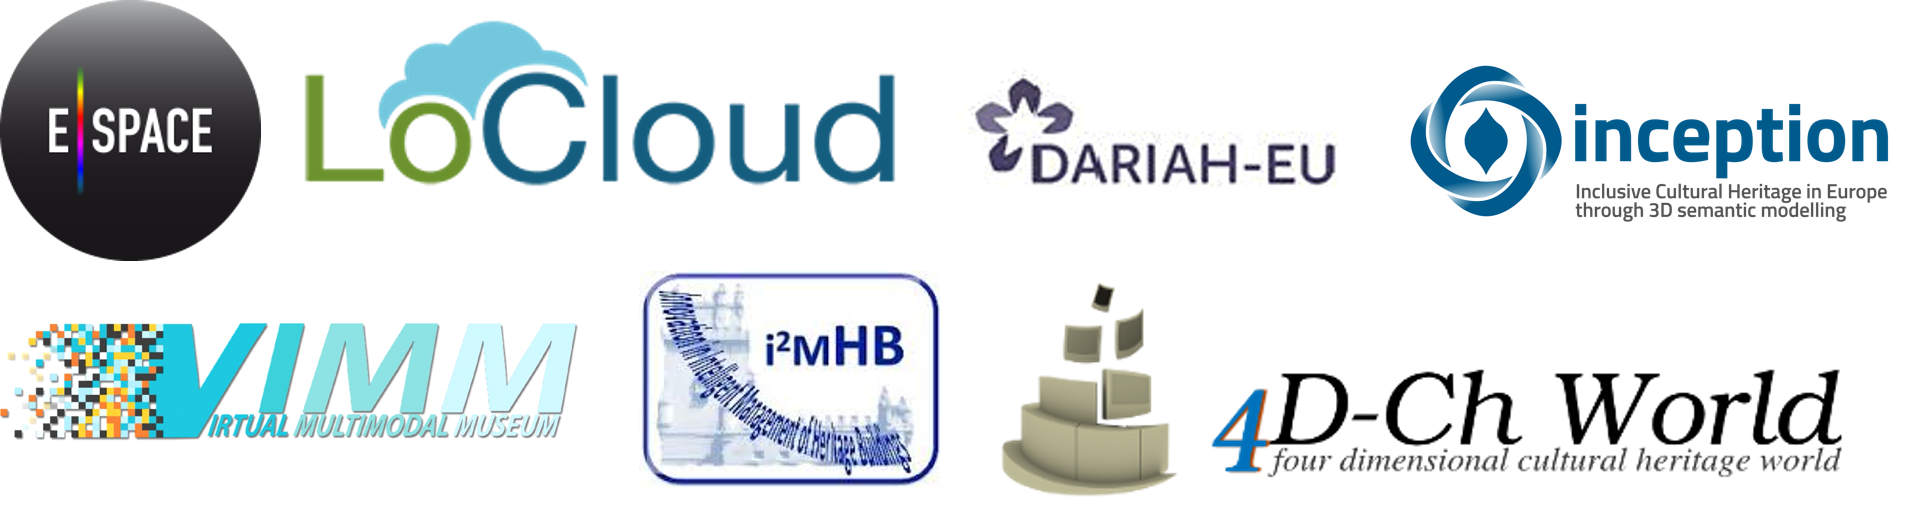 E SPACE
LoCloud
DARIAH-EU
inception
Inclusive Cultural Heritage in Europe
through 3D semantic modelling
VIMM
VIRTUAL MULTIMODAL MUSEUM
i²MHB
Innovation in Intelligent Management of Heritage Buildings
4D-Ch World
four dimensional cultural heritage world